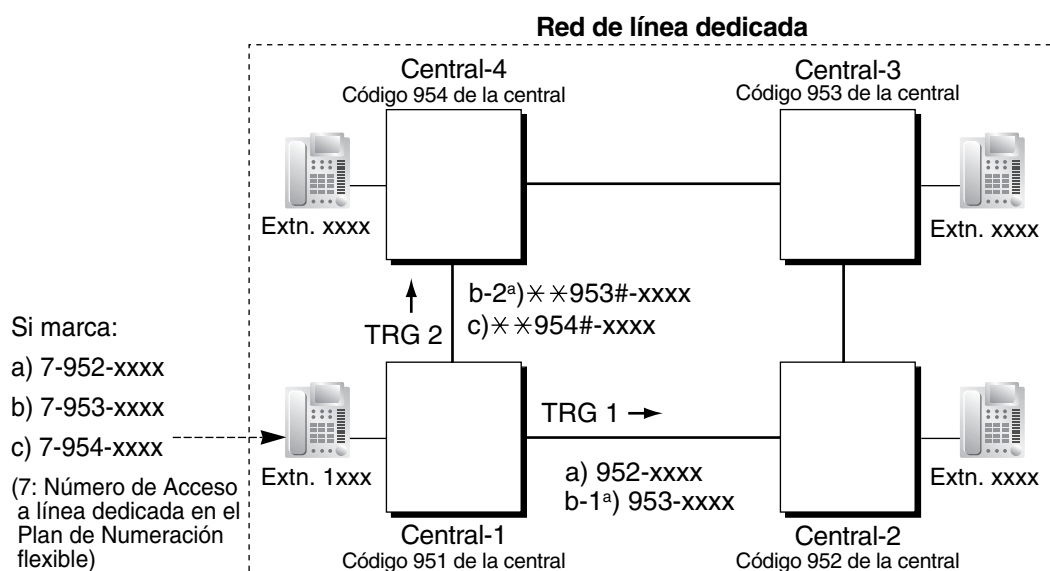 Red de línea dedicada
Central-4
Código 954 de la central
Central-3
Código 953 de la central
Extn. xxxx
Extn. xxxx
b-2ª)✳✳953#-xxxx
c)✳✳954#-xxxx
TRG 2
Si marca:
a) 7-952-xxxx
b) 7-953-xxxx
c) 7-954-xxxx
(7: Número de Acceso
a línea dedicada en el
Plan de Numeración
flexible)
Extn. 1xxx
TRG 1
a) 952-xxxx
b-1ª) 953-xxxx
Extn. xxxx
Central-1
Código 951 de la central
Central-2
Código 952 de la central